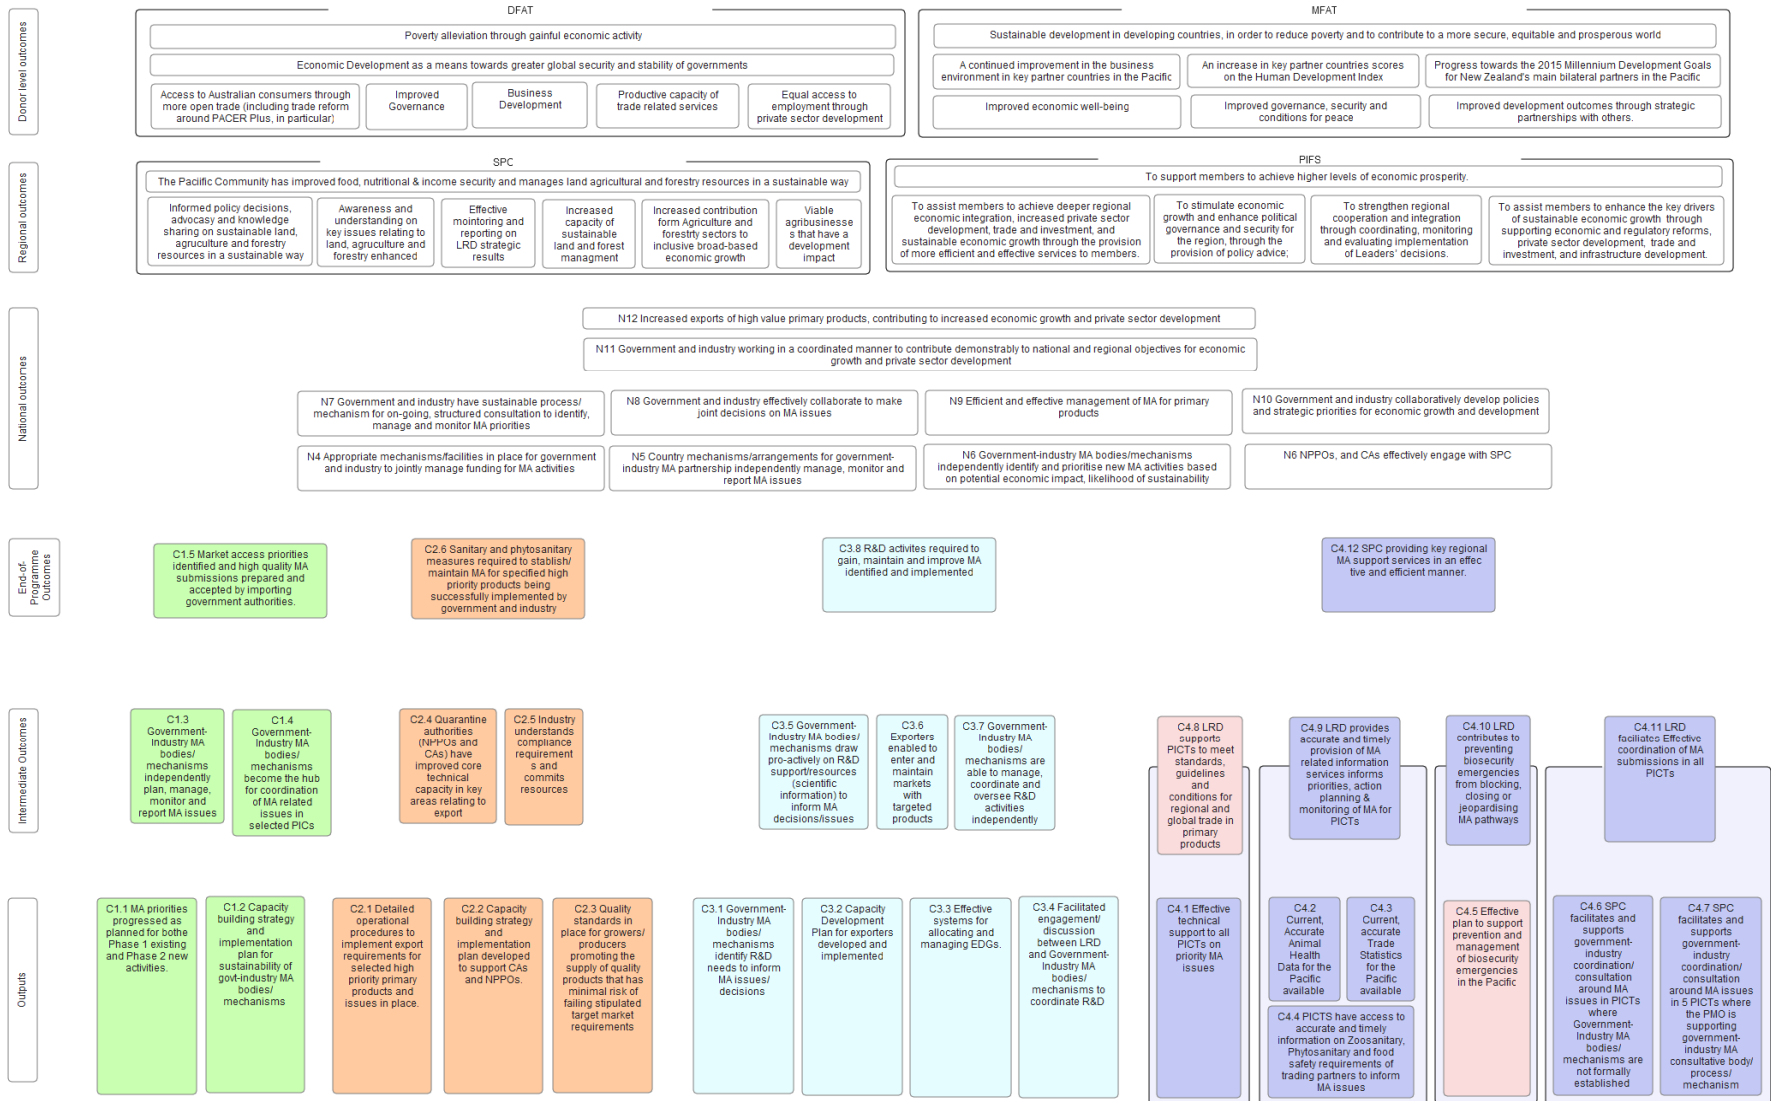 Donor level outcomes
DFAT
Poverty alleviation through gainful economic activity
Economic Development as a means towards greater global security and stability of governments
Access to Australian consumers through
more open trade (including trade reform
around PACER Plus, in particular)
Improved
Governance
Business
Development
Productive capacity of
trade related services
Equal access to
employment through
private sector development
MFAT
Sustainable development in developing countries, in order to reduce poverty and to contribute to a more secure, equitable and prosperous world
A continued improvement in the business
environment in key partner countries in the Pacific
An increase in key partner countries scores
on the Human Development Index
Progress towards the 2015 Millennium Development Goals
for New Zealand's main bilateral partners in the Pacific
Improved economic well-being
Improved governance, security and
conditions for peace
Improved development outcomes through strategic
partnerships with others.
Regional outcomes
SPC
The Paciific Community has improved food, nutritional & income security and manages land agricultural and forestry resources in a sustainable way
Informed policy decisions,
advocasy and knowledge
sharing on sustainable land,
agruculture and forestry
resources in a sustainable way
Awareness and
understanding on
key issues relating to
land, agruculture and
forestry enhanced
Effective
mointoring and
reporting on
LRD strategic
results
Increased
capacity of
sustainable
land and forest
managment
Increased contribution
form Agriculture and
forestry sectors to
inclusive broad-based
economic growth
Viable
agribusinesse
s that have a
development
impact
PIFS
To support members to achieve higher levels of economic prosperity.
To assist members to achieve deeper regional
economic integration, increased private sector
development, trade and investment, and
sustainable economic growth through the provision
of more efficient and effective services to members.
To stimulate economic
growth and enhance political
governance and security for
the region, through the
provision of policy advice;
To strengthen regional
cooperation and integration
through coordinating, monitoring
and evaluating implementation
of Leaders' decisions.
To assist members to enhance the key drivers
of sustainable economic growth through
supporting economic and regulatory reforms,
private sector development, trade and
investment, and infrastructure development.
National outcomes
N12 Increased exports of high value primary products, contributing to increased economic growth and private sector development
N11 Government and industry working in a coordinated manner to contribute demonstrably to national and regional objectives for economic
growth and private sector development
N7 Government and industry have sustainable process/
mechanism for on-going, structured consultation to identify,
manage and monitor MA priorities
N8 Government and industry effectively collaborate to make
joint decisions on MA issues
N9 Efficient and effective management of MA for primary
products
N10 Government and industry collaboratively develop policies
and strategic priorities for economic growth and development
N4 Appropriate mechanisms/facilities in place for government
and industry to jointly manage funding for MA activities
N5 Country mechanisms/arrangements for government-
industry MA partnership independently manage, monitor and
report MA issues
N6 Government-industry MA bodies/mechanisms
independently identify and prioritise new MA activities based
on potential economic impact, likelihood of sustainability
N6 NPPOs, and CAs effectively engage with SPC
End-of-
Programme
Outcomes
C1.5 Market access priorities
identified and high quality MA
submissions prepared and
accepted by importing
government authorities.
C2.6 Sanitary and phytosanitary
measures required to stablish/
maintain MA for specified high
priority products being
successfully implemented by
government and industry
C3.8 R&D activites required to
gain, maintain and improve MA
identified and implemented
C4.12 SPC providing key regional
MA support services in an effec
tive and efficient manner.
Intermediate Outcomes
C1.3
Government-
Industry MA
bodies/
mechanisms
independently
plan, manage,
monitor and
report MA issues
C1.4
Government-
Industry MA
bodies/
mechanisms
become the hub
for coordination
of MA related
issues in
selected PICs
C2.4 Quarantine
authorities
(NPPOs and
CAs) have
improved core
technical
capacity in key
areas relating to
export
C2.5 Industry
understands
compliance
requirement
s and
commits
resources
C3.5 Government-
Industry MA bodies/
mechanisms draw
pro-actively on R&D
support/resources
(scientific
information) to
inform MA
decisions/issues
C3.6
Exporters
enabled to
enter and
maintain
markets
with
targeted
products
C3.7 Government-
Industry MA
bodies/
mechanisms are
able to manage,
coordinate and
oversee R&D
activities
independently
C4.8 LRD
supports
PICTs to meet
standards,
guidelines
and
conditions for
regional and
global trade in
primary
products
C4.9 LRD provides
accurate and timely
provision of MA
related information
services informs
priorities, action
planning &
monitoring of MA for
PICTs
C4.10 LRD
contributes to
preventing
biosecurity
emergencies
from blocking,
closing or
jeopardising
MA pathways
C4.11 LRD
faciliates Effective
coordination of MA
submissions in all
PICTs
Outputs
C1.1 MA priorities
progressed as
planned for bothe
Phase 1 existing
and Phase 2 new
activities.
C1.2 Capacity
building strategy
and
implementation
plan for
sustainability of
govt-industry MA
bodies/
mechanisms
C2.1 Detailed
operational
procedures to
implement export
requirements for
selected high
priority primary
products and
issues in place.
C2.2 Capacity
building strategy
and
implementation
plan developed
to support CAs
and NPPOs.
C2.3 Quality
standards in
place for growers/
producers
promoting the
supply of quality
products that has
minimal risk of
failing stipulated
target market
requirements
C3.1 Government-
Industry MA
bodies/
mechanisms
identify R&D
needs to inform
MA issues/
decisions
C3.2 Capacity
Development
Plan for exporters
developed and
implemented
C3.3 Effective
systems for
allocating and
managing EDGs.
C3.4 Facilitated
engagement/
discussion
between LRD
and Government-
Industry MA
bodies/
mechanisms to
coordinate R&D
C4.1 Effective
technical
support to all
PICTs on
priority MA
issues
C4.2
Current,
Accurate
Animal
Health
Data for the
Pacific
available
C4.3
Current,
accurate
Trade
Statistics
for the
Pacific
available
C4.4 PICTS have access to
accurate and timely
information on Zoosanitary,
Phytosanitary and food
safety requirements of
trading partners to inform
MA issues
C4.5 Effective
plan to support
prevention and
management
of biosecurity
emergencies
in the Pacific
C4.6 SPC
facilitates and
supports
government-
industry
coordination/
consultation
around MA
issues in PICTs
where
Government-
Industry MA
bodies/
mechanisms are
not formally
established
C4.7 SPC
facilitates and
supports
government-
industry
coordination/
consultation
around MA issues
in 5 PICTs where
the PMO is
supporting
government-
industry MA
consultative body/
process/
mechanism